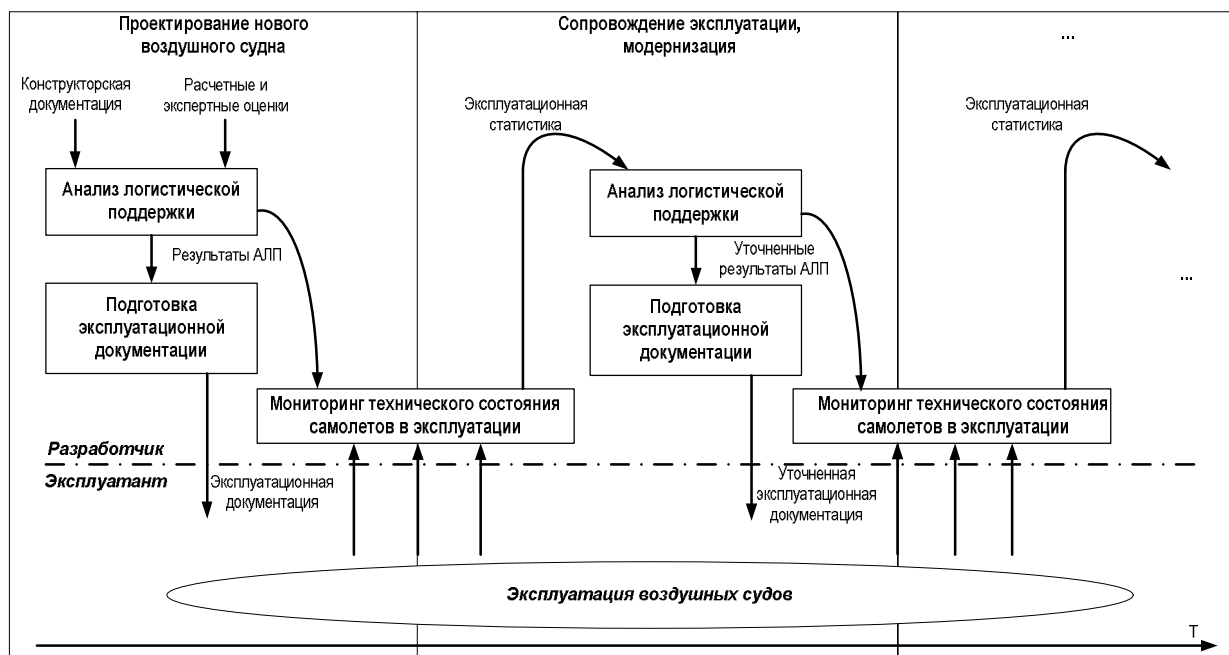 Проектирование нового
воздушного судна
Сопровождение эксплуатации,
модернизация
...
Конструкторская
документация
Расчетные и
экспертные оценки
Эксплуатационная
статистика
Эксплуатационная
статистика
Анализ логистической
поддержки
Анализ логистической
поддержки
Результаты АЛП
Уточненные
результаты АЛП
...
Подготовка
эксплуатационной
документации
Подготовка
эксплуатационной
документации
Мониторинг технического состояния
самолетов в эксплуатации
Мониторинг технического состояния
самолетов в эксплуатации
Разработчик
Эксплуатант
Эксплуатационная
документация
Уточненная
эксплуатационная
документация
Эксплуатация воздушных судов
Т